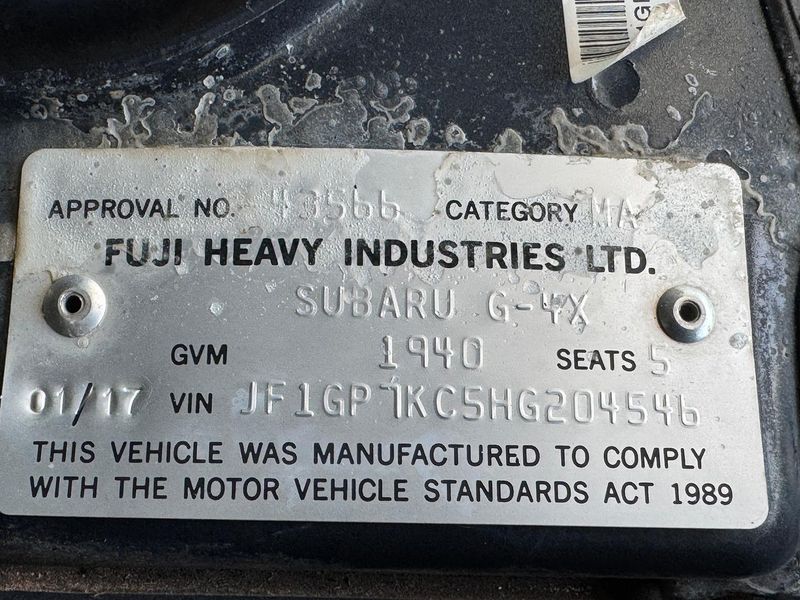 APPROVAL NO. 43566 CATEGORY MA
FUJI HEAVY INDUSTRIES LTD.
SUBARU G-4X
GVM 1940 SEATS 5
01/17 VIN JF1GP7KC5HG204546
THIS VEHICLE WAS MANUFACTURED TO COMPLY
WITH THE MOTOR VEHICLE STANDARDS ACT 1989